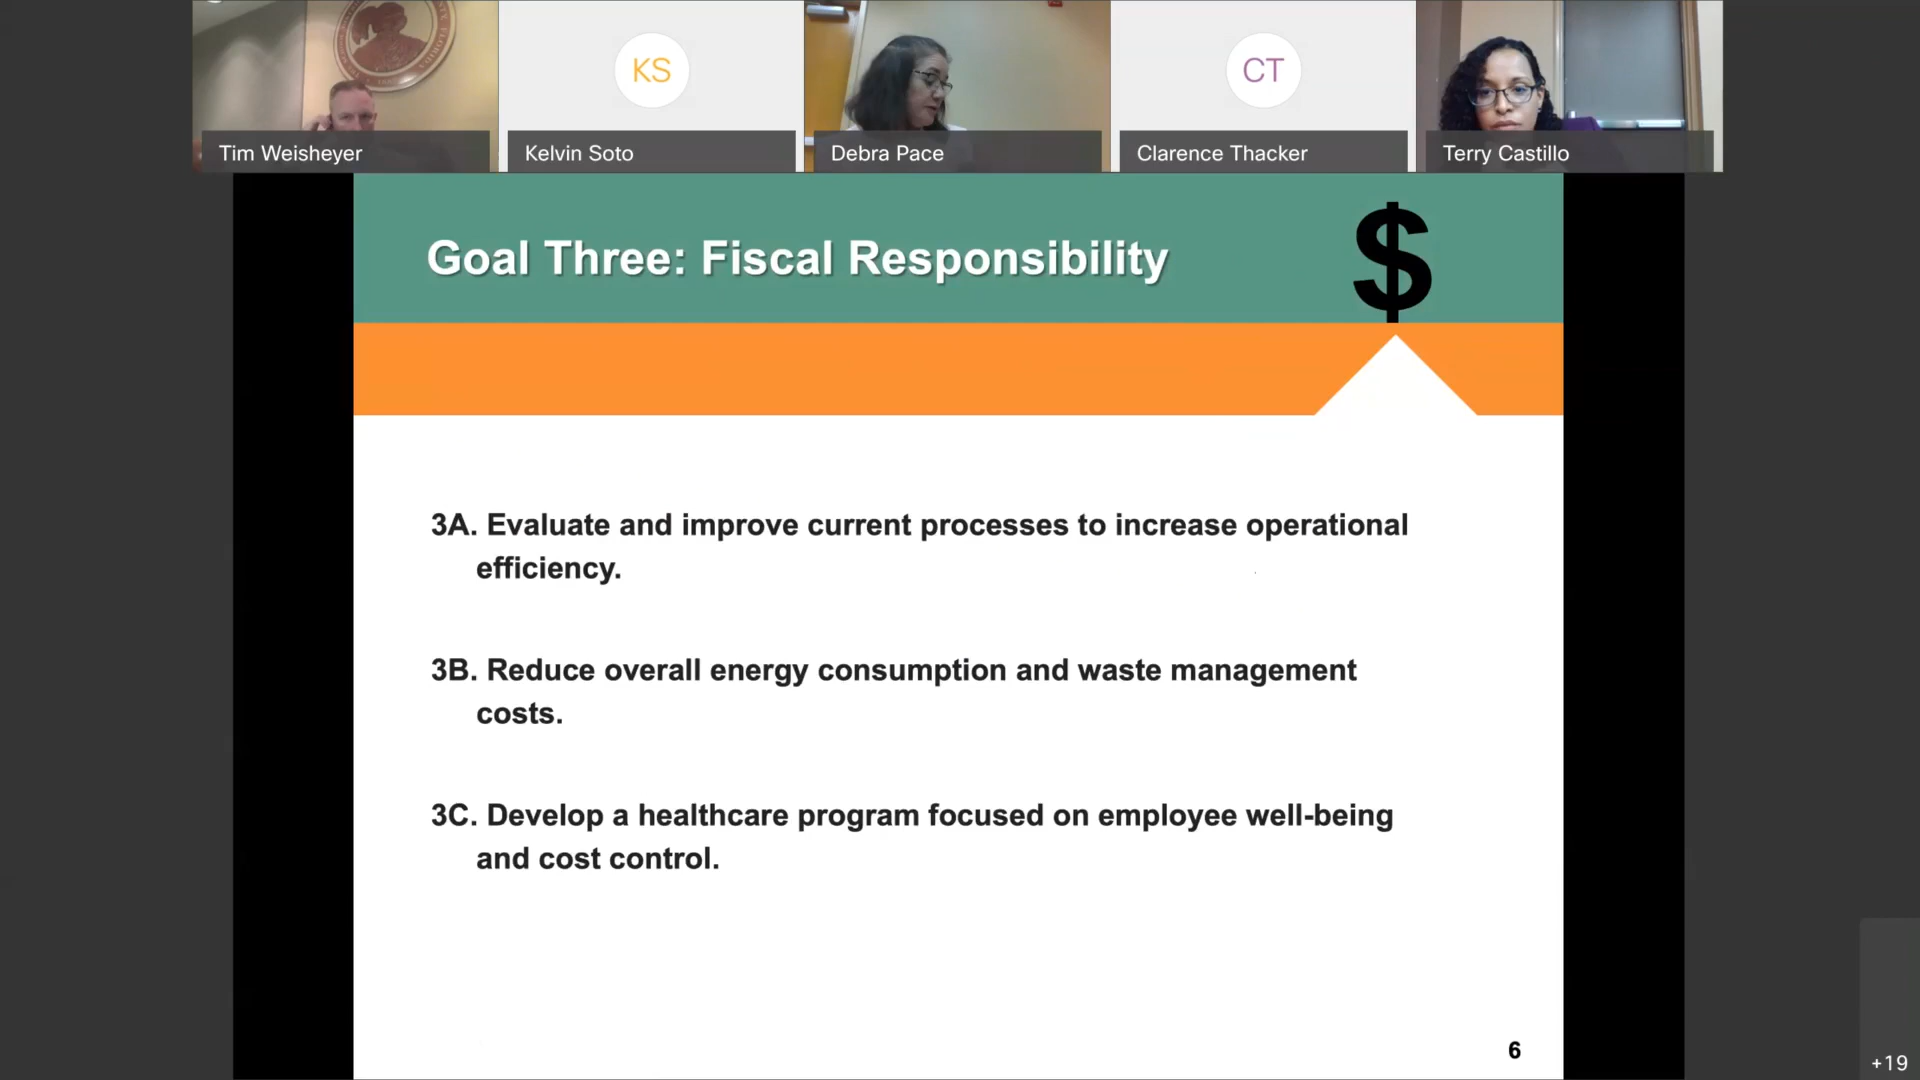 KS
CT
Tim Weisheyer
Kelvin Soto
Debra Pace
Clarence Thacker
Terry Castillo
Goal Three: Fiscal Responsibility
$
3A. Evaluate and improve current processes to increase operational
efficiency.
3B. Reduce overall energy consumption and waste management
costs.
3C. Develop a healthcare program focused on employee well-being
and cost control.
6
+19